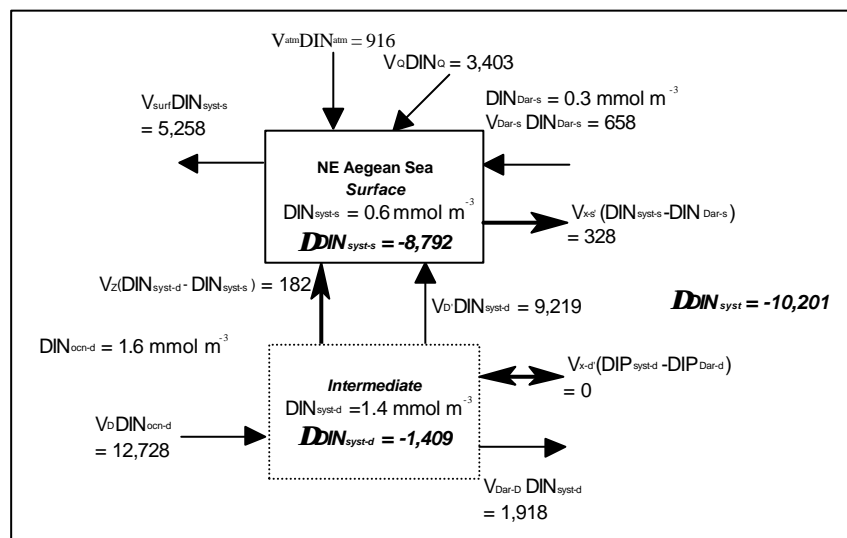 VatmDINatm = 916
VQDINQ = 3,403
VsurfDINsyst-s
= 5,258
DINDar-s = 0.3 mmol m-3
VDar-s DINDar-s = 658
NE Aegean Sea
Surface
DINsyst-s = 0.6 mmol m-3
DDINsyst-s = -8,792
Vx-s'(DINsyst-s-DINDar-s)
= 328
VZ(DINsyst-d-DINsyst-s) = 182
VD'DINsyst-d = 9,219
DDINsyst = -10,201
DINocn-d = 1.6 mmol m-3
Intermediate
DINsyst-d =1.4 mmol m-3
DDINsyst-d = -1,409
Vx-d'(DIPsyst-d-DIPDar-d)
= 0
VDDINocn-d
= 12,728
VDar-D DINsyst-d
= 1,918